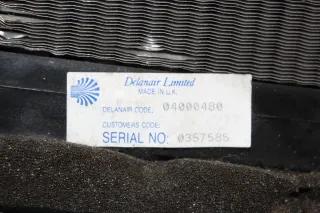 Delanair Limited
MADE IN U.K.
DELANAIR CODE: 04000480
CUSTOMERS CODE:
SERIAL NO: 0357585